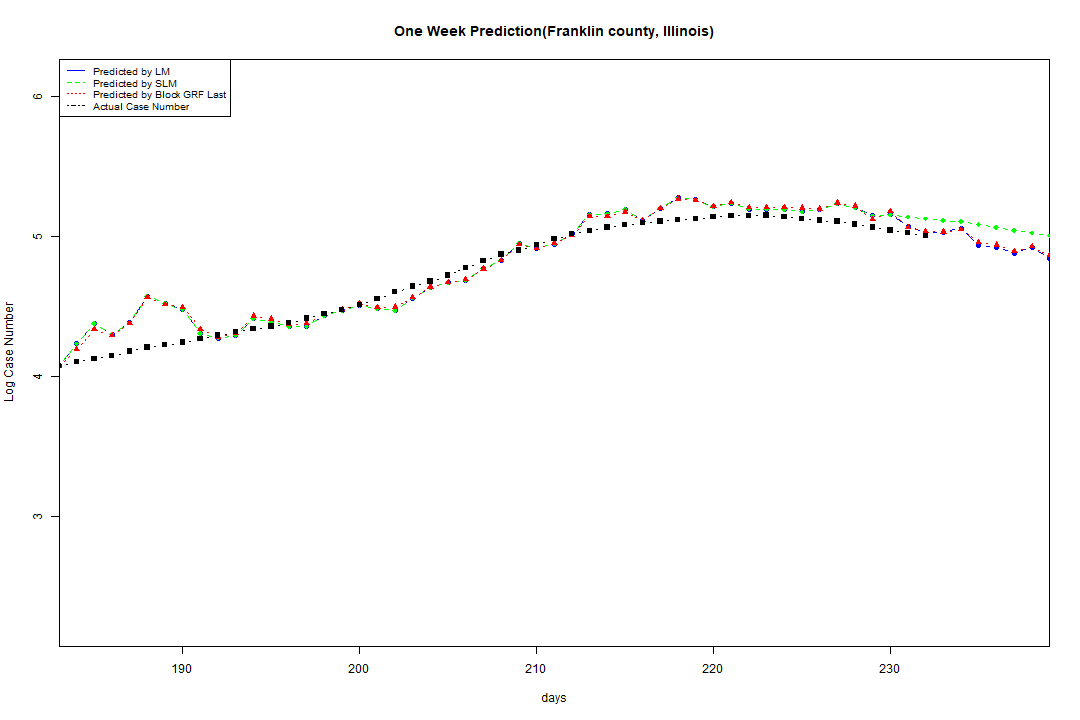 One Week Prediction(Franklin county, Illinois)
Predicted by LM
Predicted by SLM
Predicted by Block GRF Last
Actual Case Number
6
5
4
3
Log Case Number
190 200 210 220 230
days